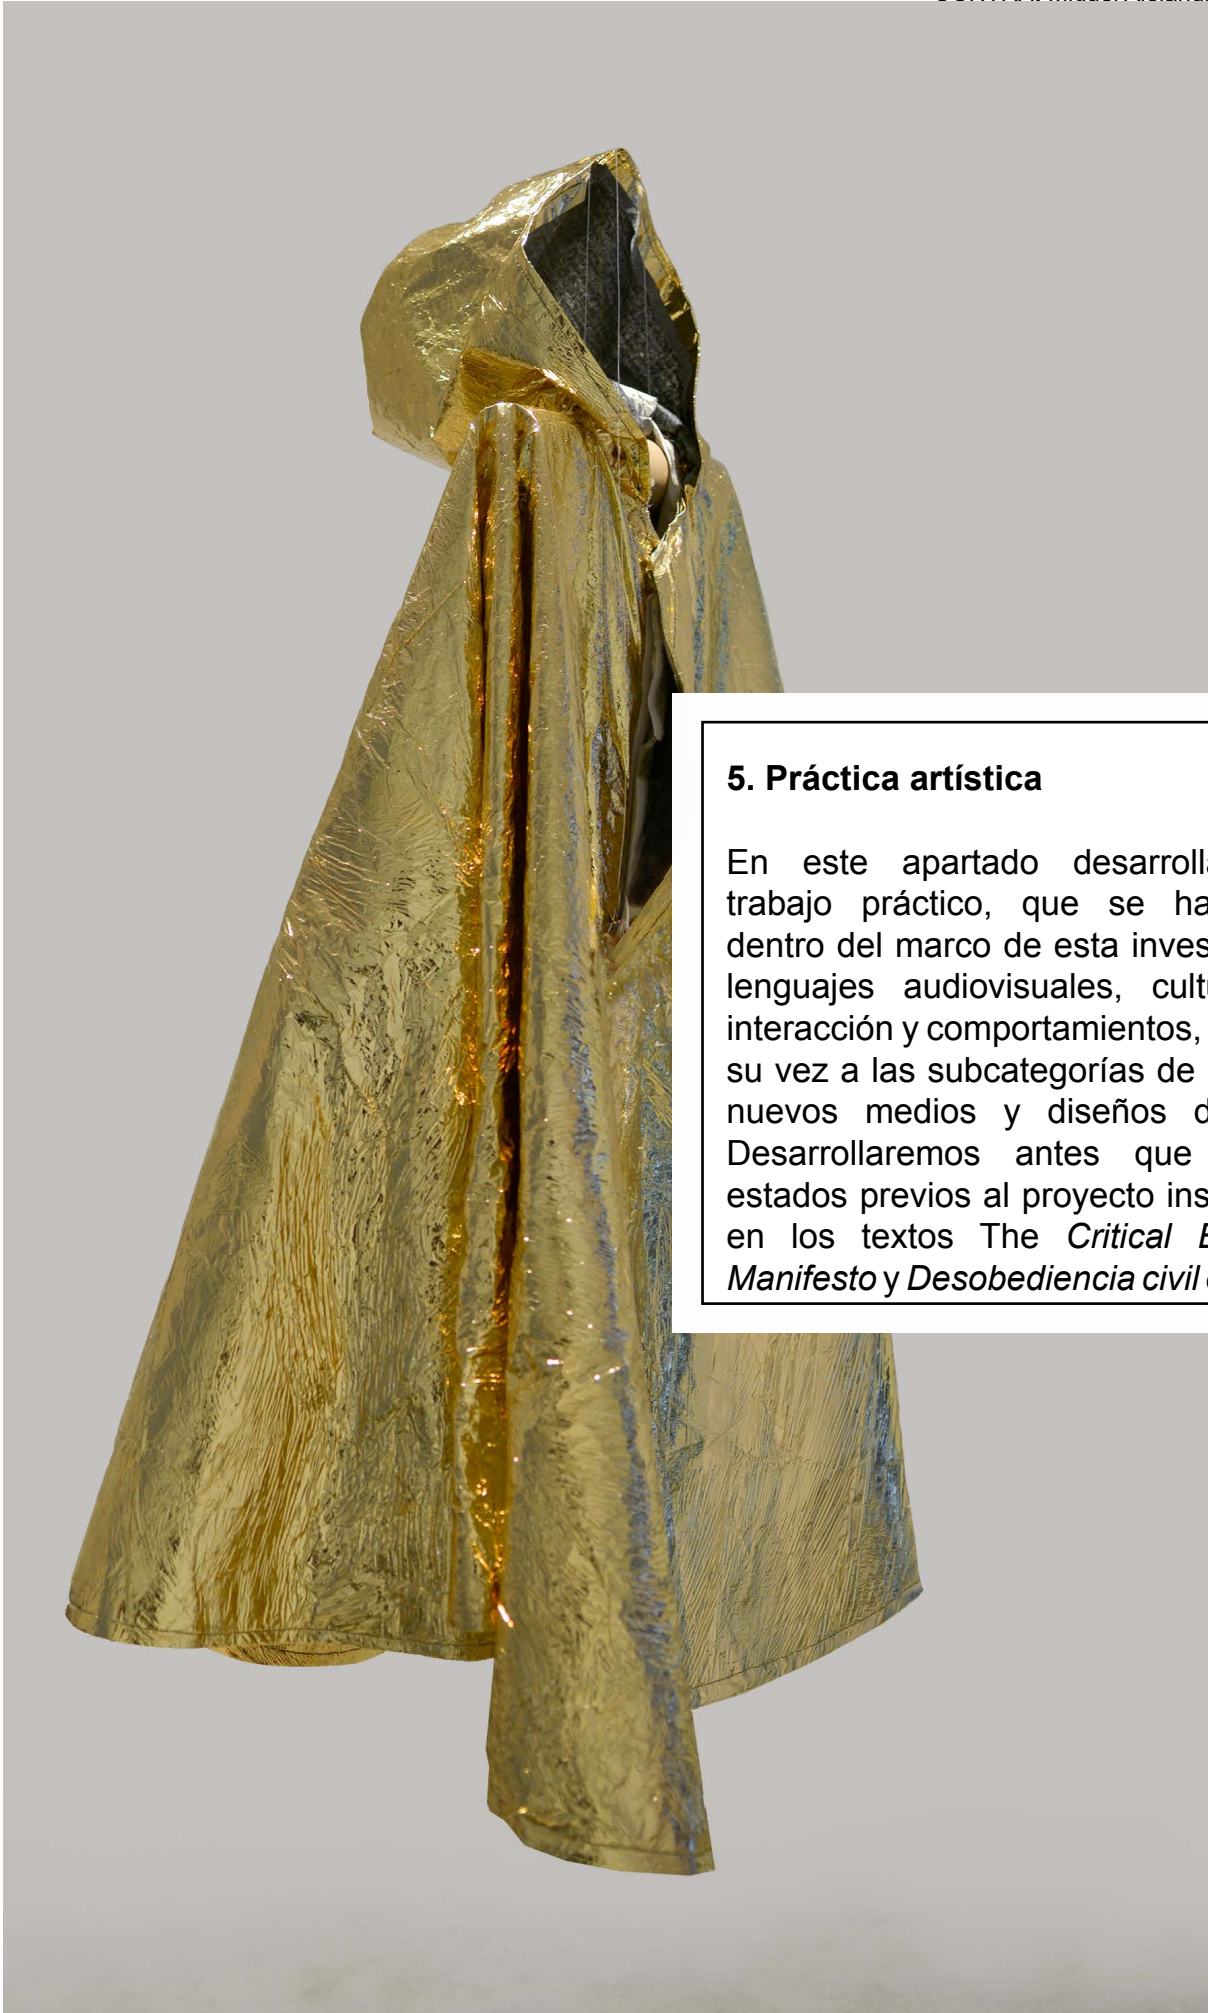 5. Práctica artística
En este apartado desarrolla
trabajo práctico, que se ha
dentro del marco de esta inves
lenguajes audiovisuales, cultu
interacción y comportamientos,
su vez a las subcategorías de
nuevos medios y diseños d
Desarrollaremos antes que
estados previos al proyecto ins
en los textos The Critical E
Manifesto y Desobediencia civil